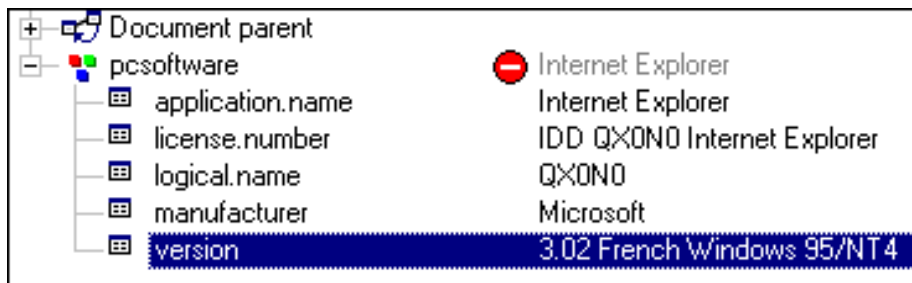 Document parent
pcsoftware Internet Explorer
application.name Internet Explorer
license.number IDD QX0N0 Internet Explorer
logical.name QX0N0
manufacturer Microsoft
version 3.02 French Windows 95/NT4